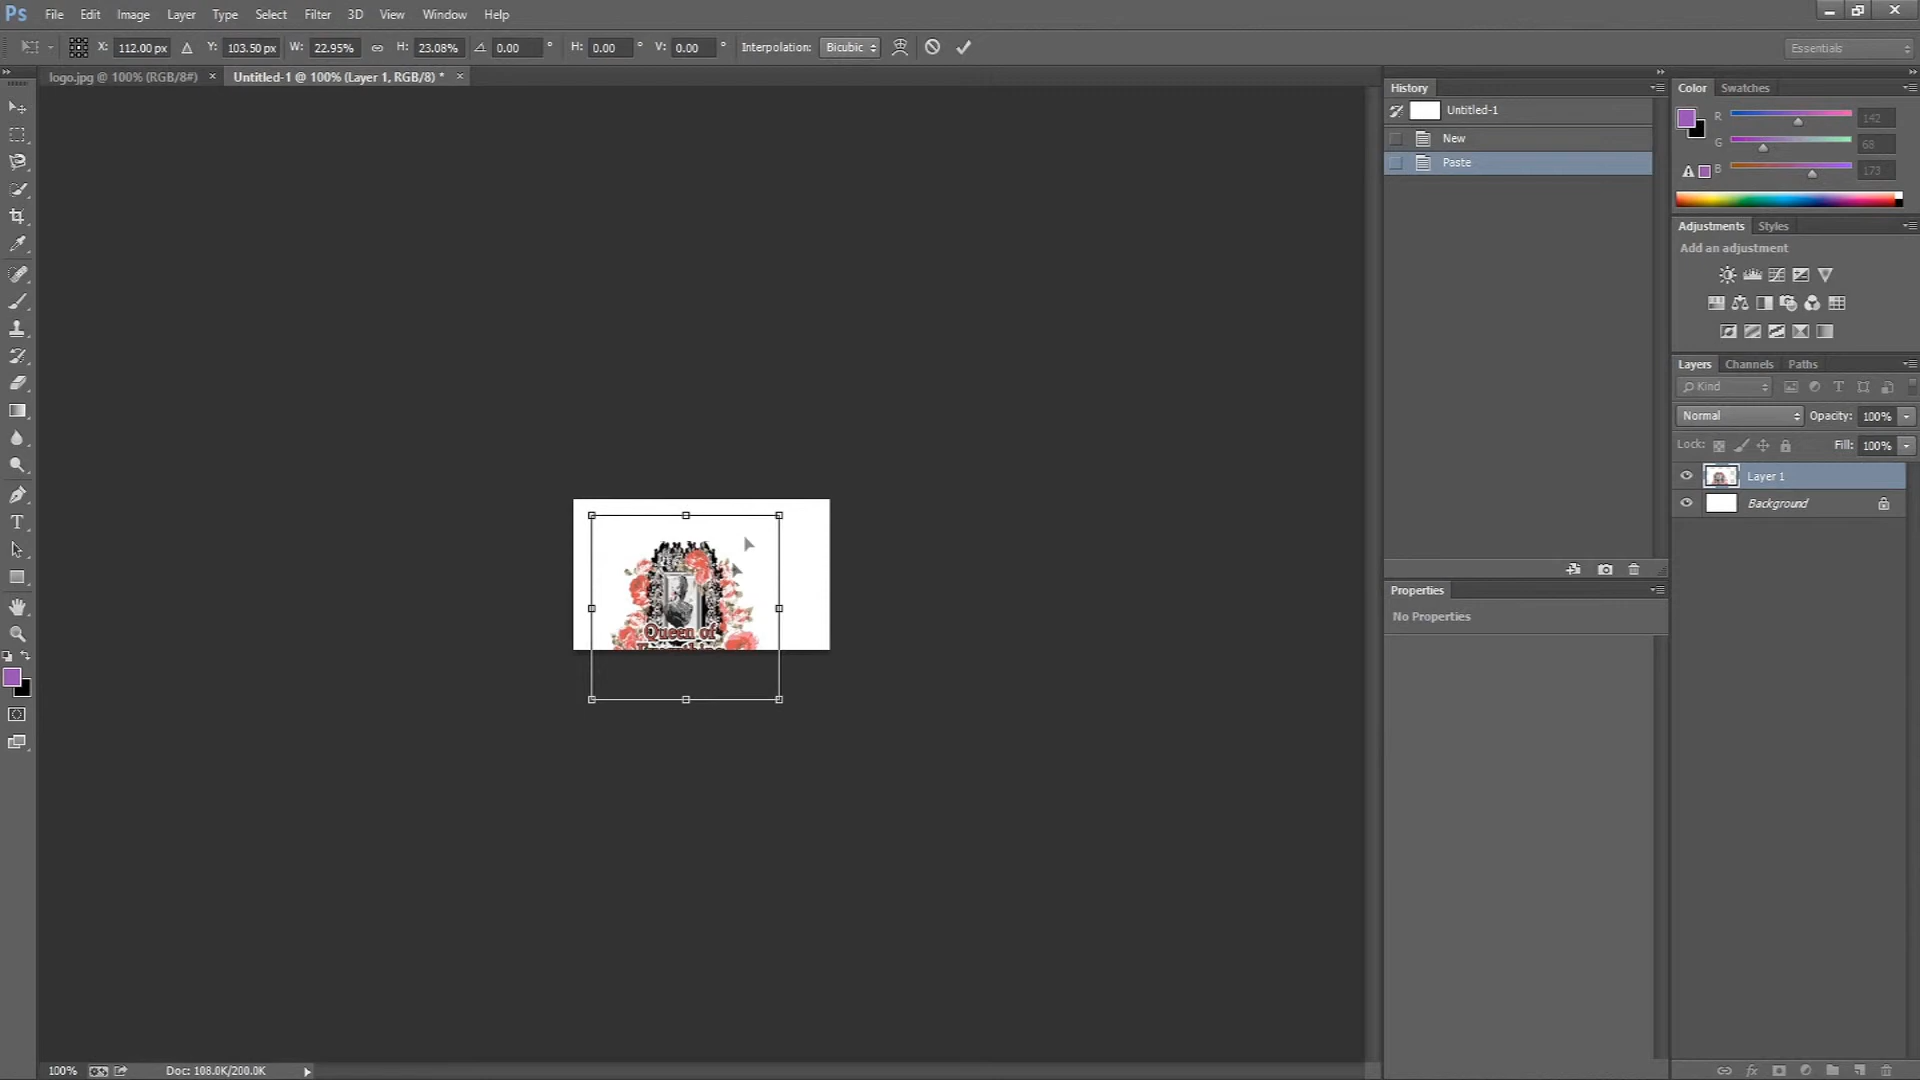 Ps File Edit Image Layer Type Select Filter 3D View Window Help
X: 112.00 px Y: 103.50 px W: 22.95% H: 23.08% 0.00 ° H: 0.00 ° V: 0.00 ° Interpolation: Bicubic Essentials
logo.jpg @ 100% (RGB/8#) × Untitled-1 @ 100% (Layer 1, RGB/8) * ×
History
Untitled-1
New
Paste
Properties
No Properties
Color Swatches
R 142
G 68
B 173
Adjustments Styles
Add an adjustment
Layers Channels Paths
Kind
Normal Opacity: 100%
Lock: Fill: 100%
Layer 1
Background
Queen of
100% Doc: 108.0K/200.0K